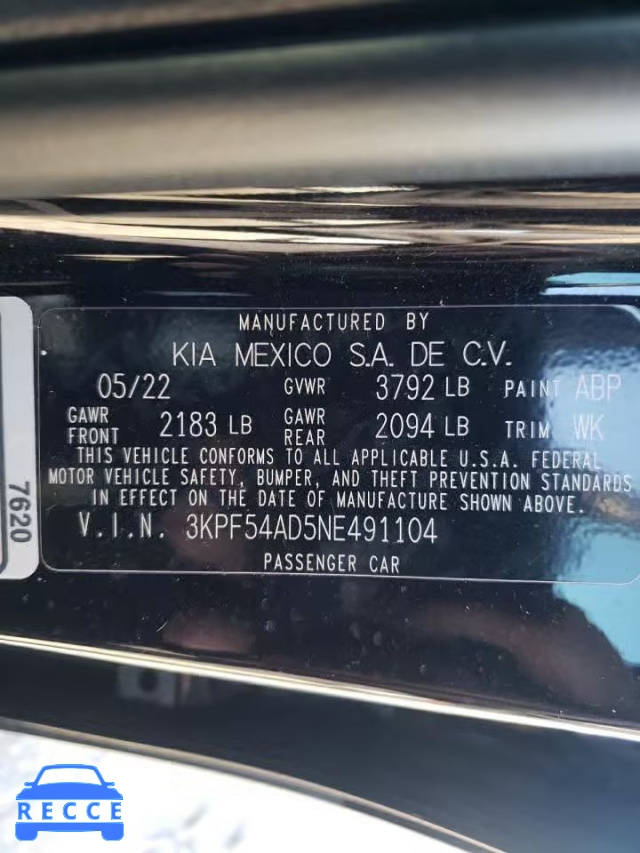 MANUFACTURED BY
KIA MEXICO S.A. DE C.V.
05/22 GVWR 3792 LB PAINT ABP
GAWR FRONT 2183 LB GAWR REAR 2094 LB TRIM WK
THIS VEHICLE CONFORMS TO ALL APPLICABLE U.S.A. FEDERAL
MOTOR VEHICLE SAFETY, BUMPER, AND THEFT PREVENTION STANDARDS
IN EFFECT ON THE DATE OF MANUFACTURE SHOWN ABOVE.
V.I.N. 3KPF54AD5NE491104
PASSENGER CAR
7620
RECCE